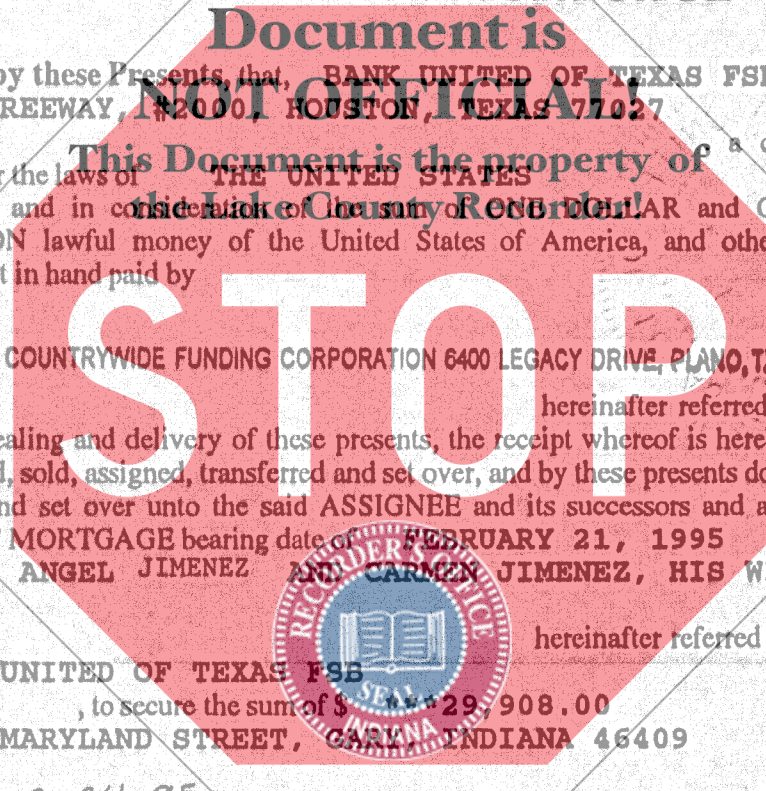 Document is
by these Presents, that, BANK UNITED OF TEXAS FSB
NOT OFFICIAL!
REEWAY, #2000, HOUSTON, TEXAS 77027
This Document is the property of
a
the laws of THE UNITED STATES
the Lake County Recorder!
and in consideration of the sum of ONE DOLLAR and
ON lawful money of the United States of America, and othe
t in hand paid by
STOP
COUNTRYWIDE FUNDING CORPORATION 6400 LEGACY DRIVE, PLANO, T
hereinafter referred
ealing and delivery of these presents, the receipt whereof is here
d, sold, assigned, transferred and set over, and by these presents do
nd set over unto the said ASSIGNEE and its successors and a
MORTGAGE bearing date of FEBRUARY 21, 1995
ANGEL JIMENEZ AND CARMEN JIMENEZ, HIS W
RECORDER'S OFFICE
hereinafter referred
UNITED OF TEXAS FSB
SEAL
, to secure the sum of $ ***29,908.00
INDIANA
MARYLAND STREET, GARY, INDIANA 46409